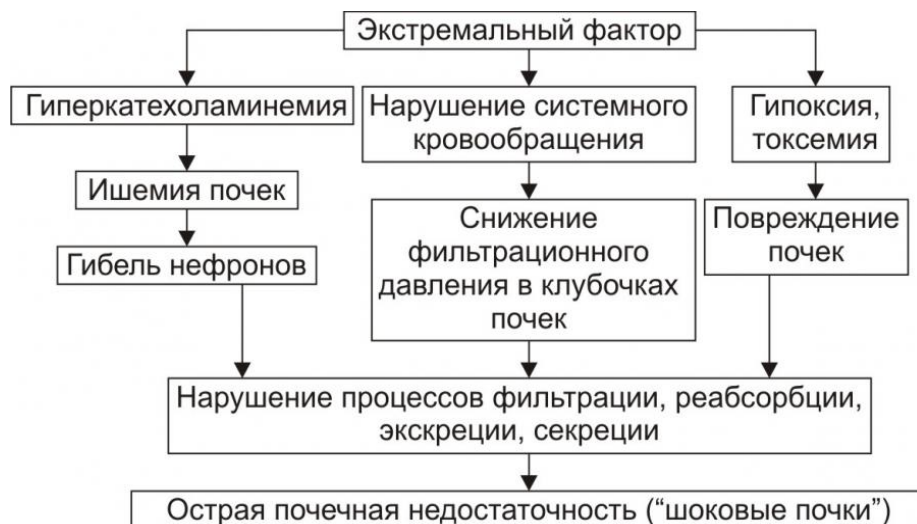 Экстремальный фактор
Гиперкатехоламинемия
Ишемия почек
Гибель нефронов
Нарушение системного
кровообращения
Снижение
фильтрационного
давления в клубочках
почек
Гипоксия,
токсемия
Повреждение
почек
Нарушение процессов фильтрации, реабсорбции,
экскреции, секреции
Острая почечная недостаточность (“шоковые почки”)